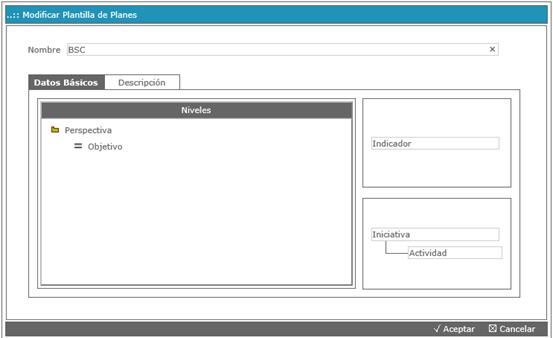 ..:: Modificar Plantilla de Planes
Nombre BSC
Datos Básicos Descripción
Niveles
Perspectiva
Objetivo
Indicador
Iniciativa
Actividad
Aceptar Cancelar